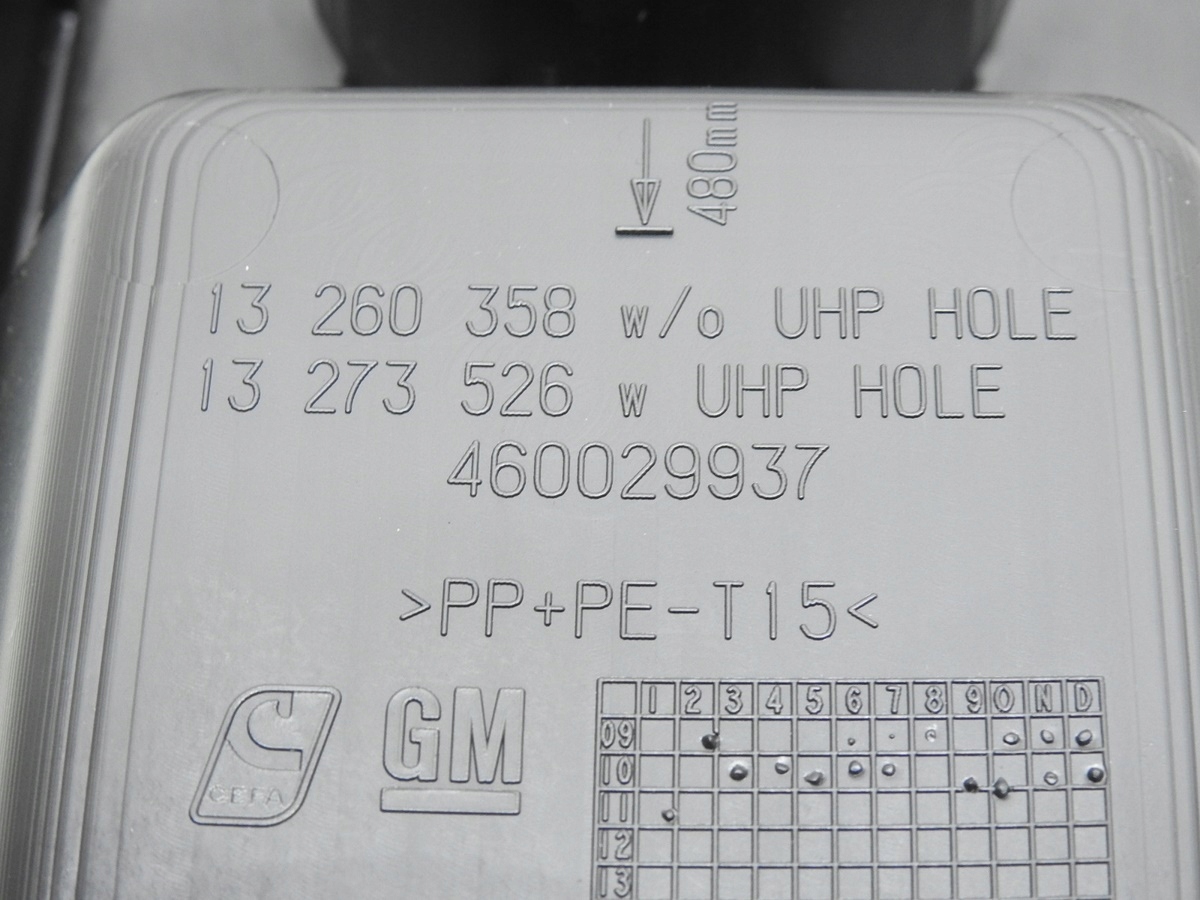 480mm
13 260 358 w/o UHP HOLE
13 273 526 w UHP HOLE
460029937
>PP+PE-T15<
CEFA
GM
1 2 3 4 5 6 7 8 9 O N D
09
10
11
12
13